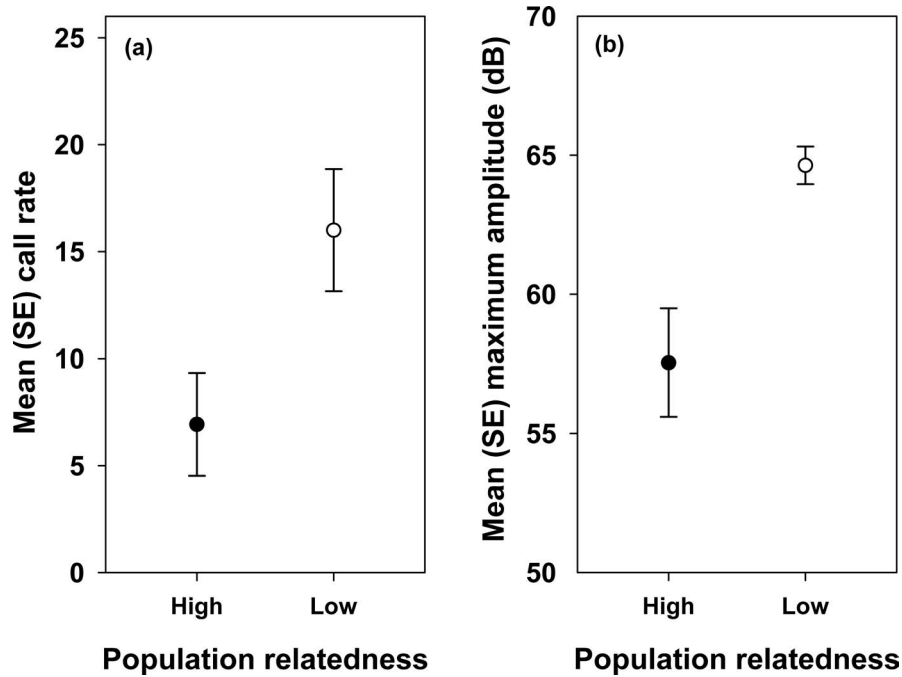 (a)
Mean (SE) call rate
25
20
15
10
5
0
High Low
Population relatedness
(b)
Mean (SE) maximum amplitude (dB)
70
65
60
55
50
High Low
Population relatedness